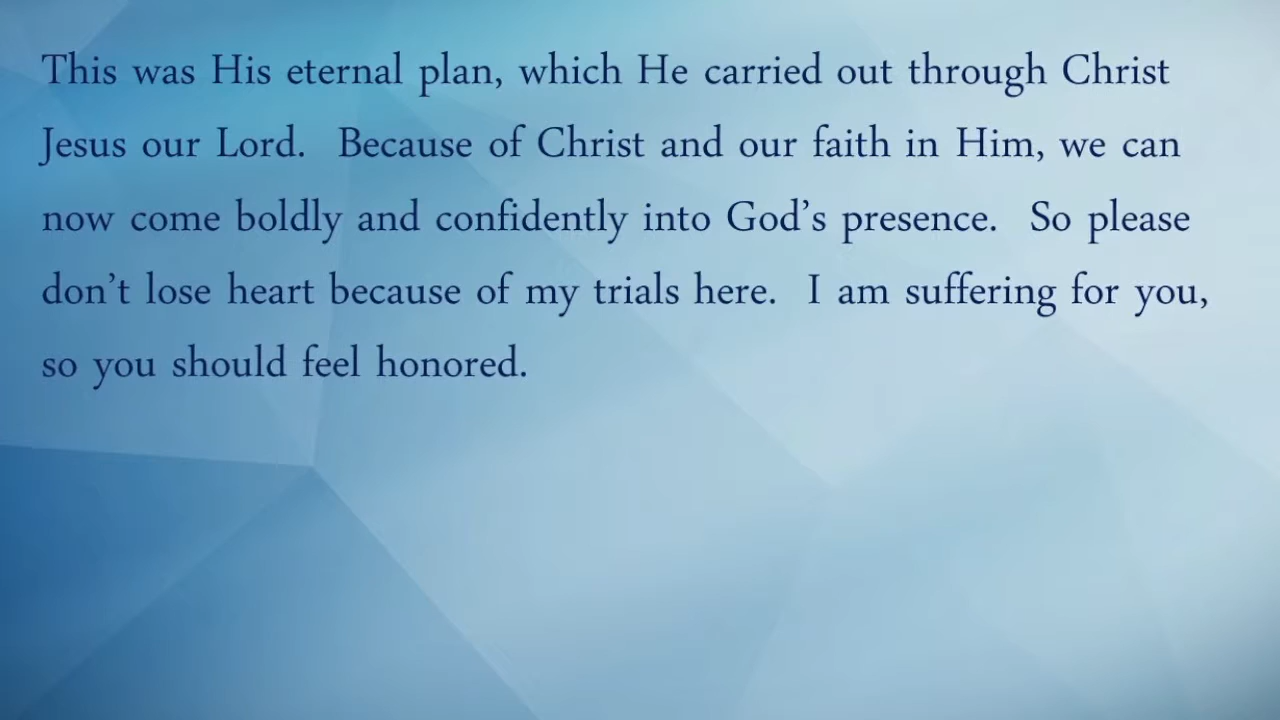 This was His eternal plan, which He carried out through Christ
Jesus our Lord.  Because of Christ and our faith in Him, we can
now come boldly and confidently into God’s presence.  So please
don’t lose heart because of my trials here.  I am suffering for you,
so you should feel honored.